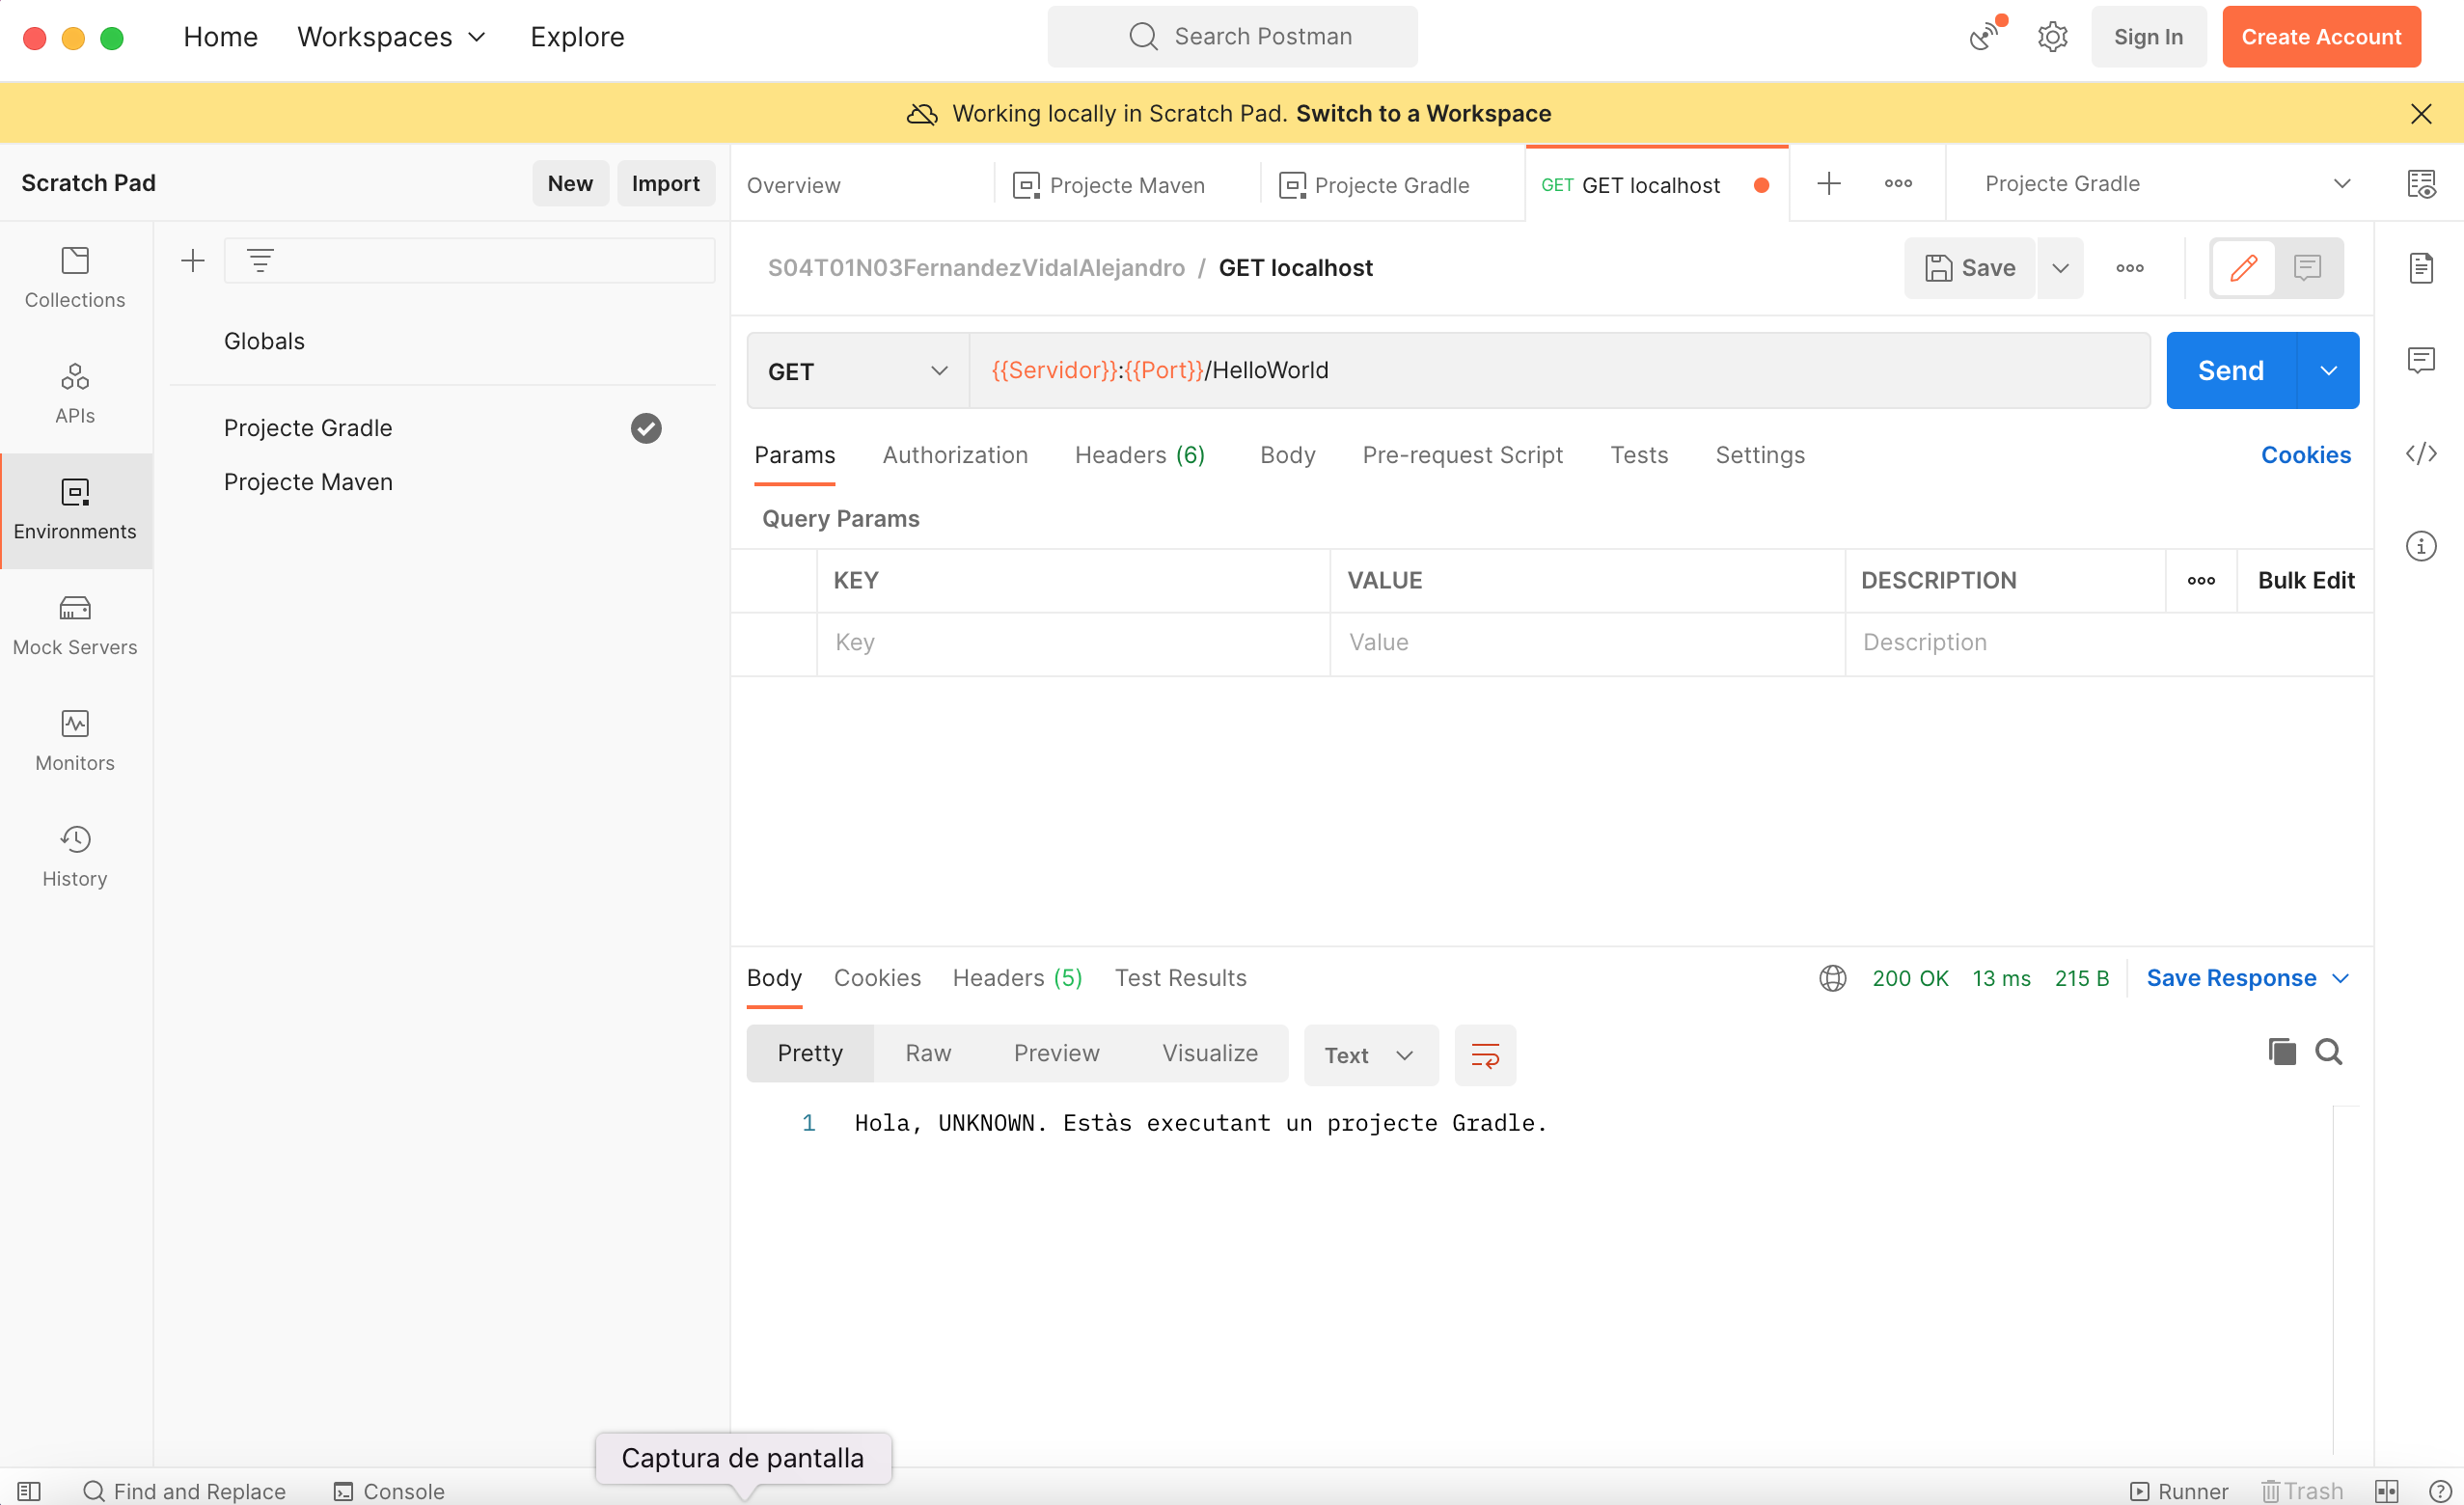 Home Workspaces Explore Search Postman Sign In Create Account
Working locally in Scratch Pad. Switch to a Workspace
Scratch Pad New Import Overview Projecte Maven Projecte Gradle GET GET localhost Projecte Gradle
S04T01N03FernandezVidalAlejandro / GET localhost Save
Collections
APIs
Environments
Mock Servers
Monitors
History
Globals
Projecte Gradle
Projecte Maven
GET {{Servidor}}:{{Port}}/HelloWorld Send
Params Authorization Headers (6) Body Pre-request Script Tests Settings Cookies
Query Params
KEY VALUE DESCRIPTION Bulk Edit
Key Value Description
Body Cookies Headers (5) Test Results 200 OK 13 ms 215 B Save Response
Pretty Raw Preview Visualize Text
1 Hola, UNKNOWN. Estàs executant un projecte Gradle.
Captura de pantalla
Find and Replace Console Runner Trash